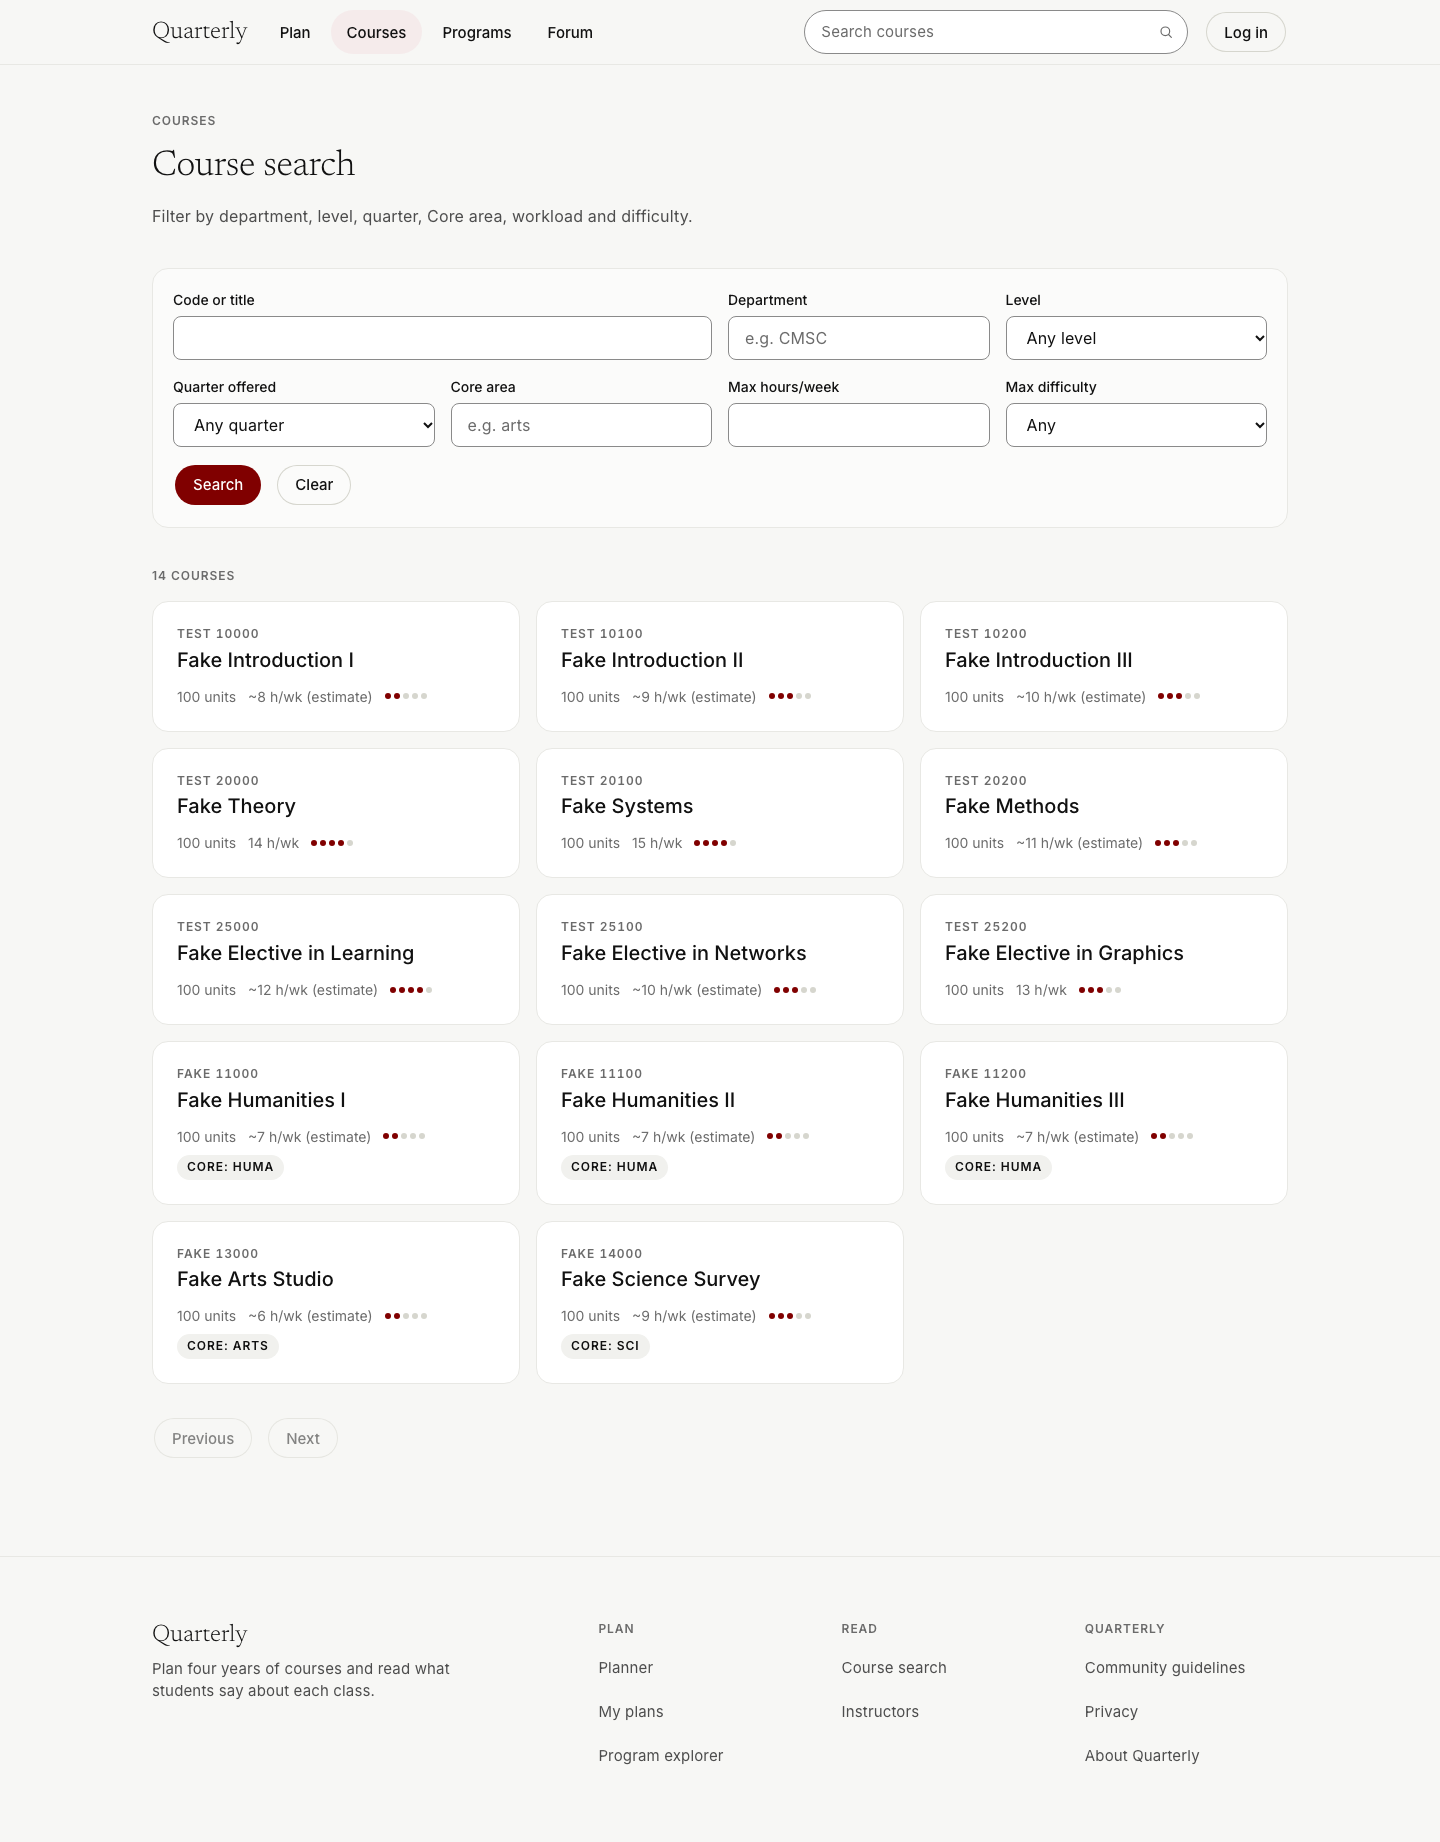 Quarterly Plan Courses Programs Forum Search courses Log in
COURSES
Course search
Filter by department, level, quarter, Core area, workload and difficulty.
Code or title Department Level
e.g. CMSC Any level
Quarter offered Core area Max hours/week Max difficulty
Any quarter e.g. arts Any
Search Clear
14 COURSES
TEST 10000
Fake Introduction I
100 units ~8 h/wk (estimate)
TEST 10100
Fake Introduction II
100 units ~9 h/wk (estimate)
TEST 10200
Fake Introduction III
100 units ~10 h/wk (estimate)
TEST 20000
Fake Theory
100 units 14 h/wk
TEST 20100
Fake Systems
100 units 15 h/wk
TEST 20200
Fake Methods
100 units ~11 h/wk (estimate)
TEST 25000
Fake Elective in Learning
100 units ~12 h/wk (estimate)
TEST 25100
Fake Elective in Networks
100 units ~10 h/wk (estimate)
TEST 25200
Fake Elective in Graphics
100 units 13 h/wk
FAKE 11000
Fake Humanities I
100 units ~7 h/wk (estimate)
CORE: HUMA
FAKE 11100
Fake Humanities II
100 units ~7 h/wk (estimate)
CORE: HUMA
FAKE 11200
Fake Humanities III
100 units ~7 h/wk (estimate)
CORE: HUMA
FAKE 13000
Fake Arts Studio
100 units ~6 h/wk (estimate)
CORE: ARTS
FAKE 14000
Fake Science Survey
100 units ~9 h/wk (estimate)
CORE: SCI
Previous Next
Quarterly
Plan four years of courses and read what
students say about each class.
PLAN
Planner
My plans
Program explorer
READ
Course search
Instructors
QUARTERLY
Community guidelines
Privacy
About Quarterly